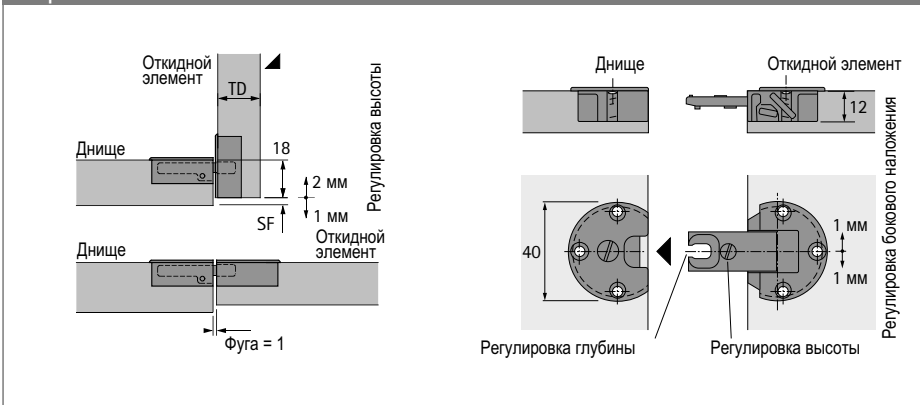 Откидной
элемент
TD
Регулировка высоты
Днище
18
2 мм
1 мм
SF
Днище
Откидной
элемент
Фуга = 1
Днище
Откидной элемент
12
Регулировка бокового наложения
40
1 мм
1 мм
Регулировка глубины
Регулировка высоты